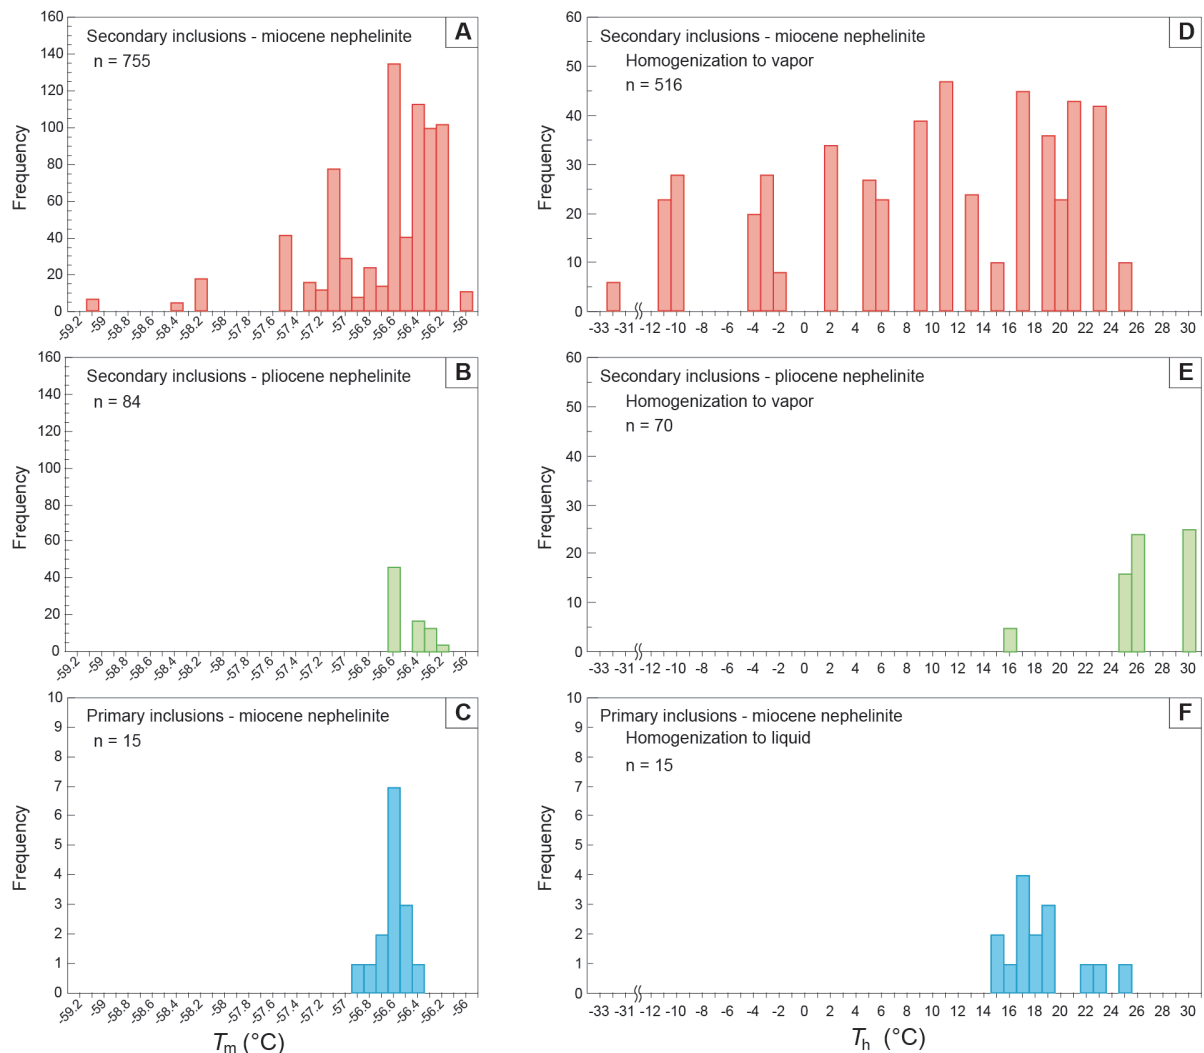 A
Secondary inclusions - miocene nephelinite
n = 755
Frequency
160
140
120
100
80
60
40
20
0
-59.2 -59 -58.8 -58.6 -58.4 -58.2 -58 -57.8 -57.6 -57.4 -57.2 -57 -56.8 -56.6 -56.4 -56.2 -56
D
Secondary inclusions - miocene nephelinite
Homogenization to vapor
n = 516
Frequency
60
50
40
30
20
10
0
-33 -31 -12 -10 -8 -6 -4 -2 0 2 4 6 8 10 12 14 16 18 20 22 24 26 28 30
B
Secondary inclusions - pliocene nephelinite
n = 84
Frequency
160
140
120
100
80
60
40
20
0
-59.2 -59 -58.8 -58.6 -58.4 -58.2 -58 -57.8 -57.6 -57.4 -57.2 -57 -56.8 -56.6 -56.4 -56.2 -56
E
Secondary inclusions - pliocene nephelinite
Homogenization to vapor
n = 70
Frequency
60
50
40
30
20
10
0
-33 -31 -12 -10 -8 -6 -4 -2 0 2 4 6 8 10 12 14 16 18 20 22 24 26 28 30
C
Primary inclusions - miocene nephelinite
n = 15
Frequency
10
9
8
7
6
5
4
3
2
1
0
-59.2 -59 -58.8 -58.6 -58.4 -58.2 -58 -57.8 -57.6 -57.4 -57.2 -57 -56.8 -56.6 -56.4 -56.2 -56
Tm (°C)
F
Primary inclusions - miocene nephelinite
Homogenization to liquid
n = 15
Frequency
10
9
8
7
6
5
4
3
2
1
0
-33 -31 -12 -10 -8 -6 -4 -2 0 2 4 6 8 10 12 14 16 18 20 22 24 26 28 30
Th (°C)